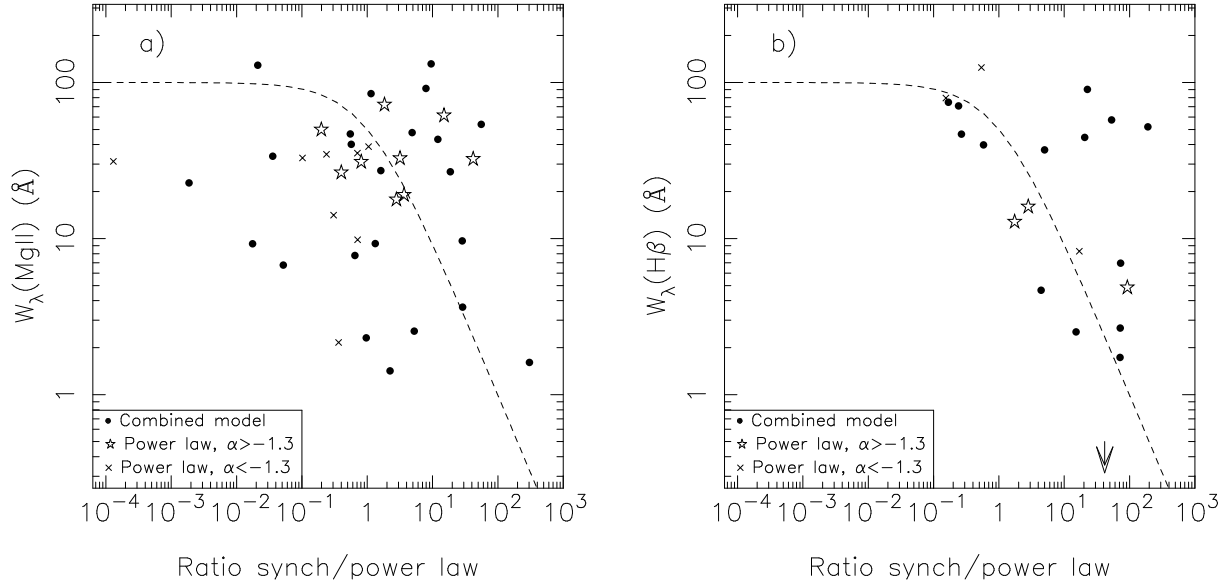 a)
W_λ(MgII) (Å)
100
10
1
• Combined model
☆ Power law, α>−1.3
× Power law, α<−1.3
10^−4 10^−3 10^−2 10^−1 1 10 10^2 10^3
Ratio synch/power law
b)
W_λ(Hβ) (Å)
100
10
1
• Combined model
☆ Power law, α>−1.3
× Power law, α<−1.3
10^−4 10^−3 10^−2 10^−1 1 10 10^2 10^3
Ratio synch/power law